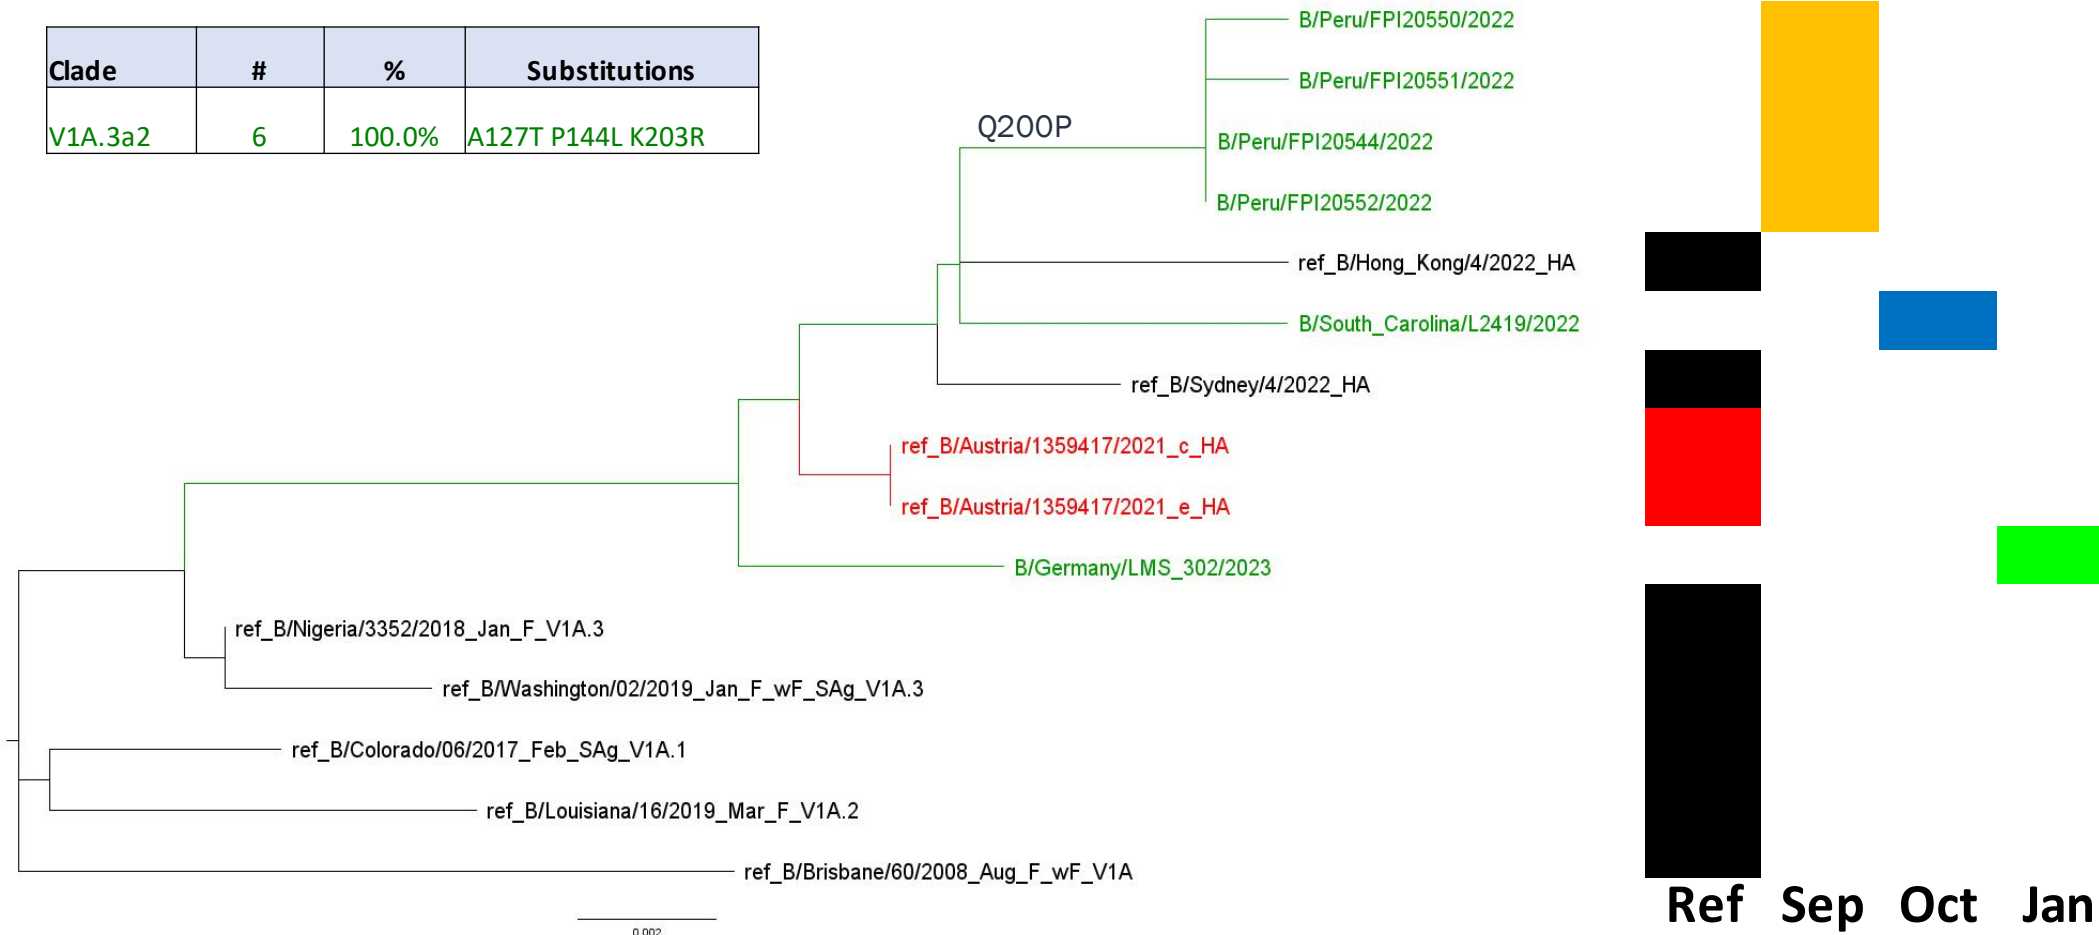 Clade # % Substitutions
V1A.3a2 6 100.0% A127T P144L K203R
B/Peru/FPI20550/2022
B/Peru/FPI20551/2022
Q200P
B/Peru/FPI20544/2022
B/Peru/FPI20552/2022
ref_B/Hong_Kong/4/2022_HA
B/South_Carolina/L2419/2022
ref_B/Sydney/4/2022_HA
ref_B/Austria/1359417/2021_c_HA
ref_B/Austria/1359417/2021_e_HA
B/Germany/LMS_302/2023
ref_B/Nigeria/3352/2018_Jan_F_V1A.3
ref_B/Washington/02/2019_Jan_F_wF_SAg_V1A.3
ref_B/Colorado/06/2017_Feb_SAg_V1A.1
ref_B/Louisiana/16/2019_Mar_F_V1A.2
ref_B/Brisbane/60/2008_Aug_F_wF_V1A
Ref Sep Oct Jan
0.002